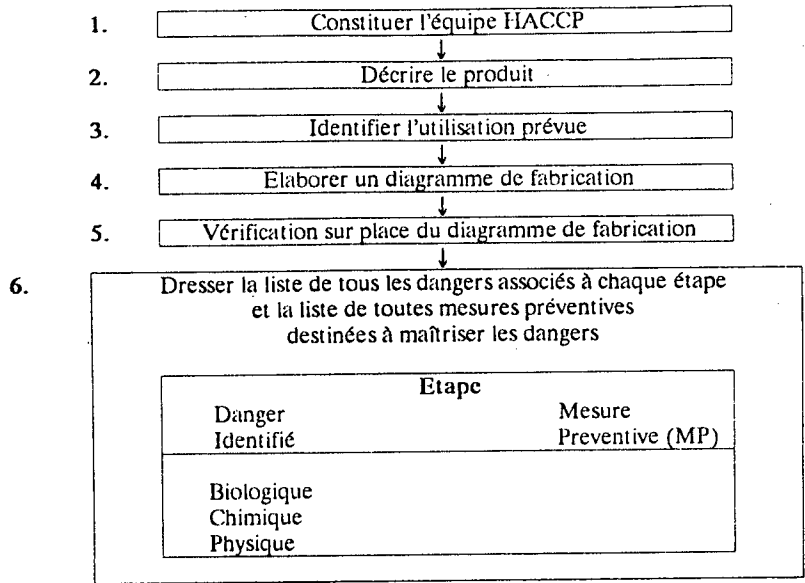 1. Constituer l'équipe HACCP
2. Décrire le produit
3. Identifier l'utilisation prévue
4. Elaborer un diagramme de fabrication
5. Vérification sur place du diagramme de fabrication
6. Dresser la liste de tous les dangers associés à chaque étape
et la liste de toutes mesures préventives
destinées à maîtriser les dangers
Etape
Danger Mesure
Identifié Preventive (MP)
Biologique
Chimique
Physique